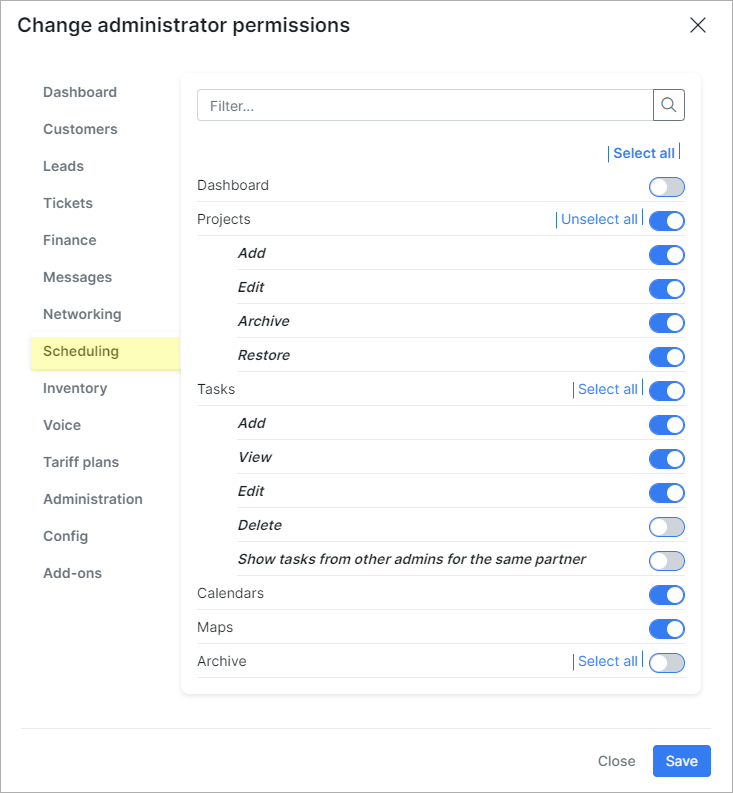 Change administrator permissions
Dashboard
Customers
Leads
Tickets
Finance
Messages
Networking
Scheduling
Inventory
Voice
Tariff plans
Administration
Config
Add-ons
Filter...
Select all
Dashboard
Projects Unselect all
Add
Edit
Archive
Restore
Tasks Select all
Add
View
Edit
Delete
Show tasks from other admins for the same partner
Calendars
Maps
Archive Select all
Close Save